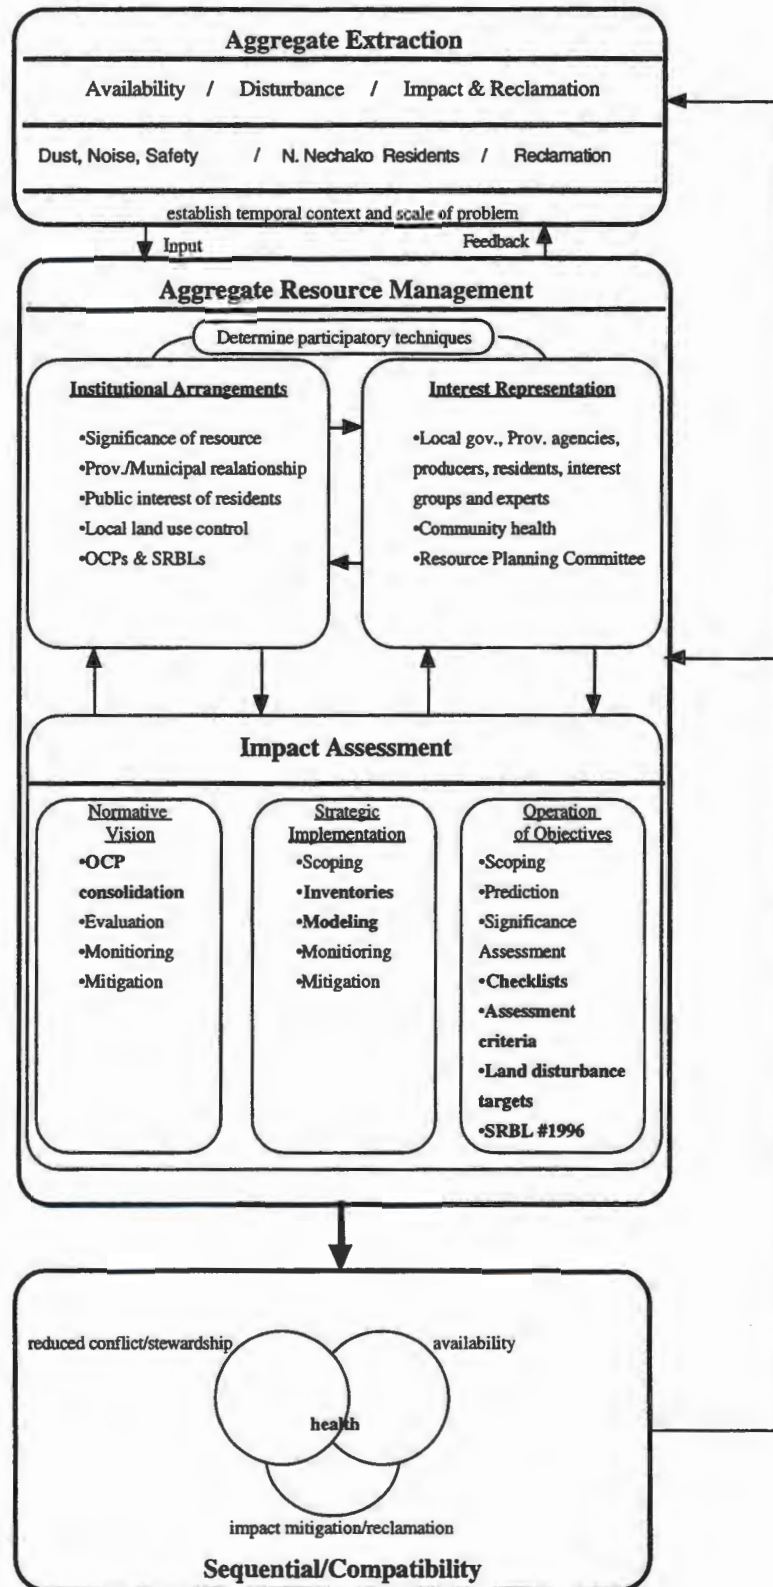 Aggregate Extraction
Availability / Disturbance / Impact & Reclamation
Dust, Noise, Safety / N. Nechako Residents / Reclamation
establish temporal context and scale of problem
Input
Feedback
Aggregate Resource Management
Determine participatory techniques
Institutional Arrangements
•Significance of resource
•Prov./Municipal realationship
•Public interest of residents
•Local land use control
•OCPs & SRBLs
Interest Representation
•Local gov., Prov. agencies,
producers, residents, interest
groups and experts
•Community health
•Resource Planning Committee
Impact Assessment
Normative
Vision
•OCP
consolidation
•Evaluation
•Monitioring
•Mitigation
Strategic
Implementation
•Scoping
•Inventories
•Modeling
•Monitioring
•Mitigation
Operation
of Objectives
•Scoping
•Prediction
•Significance
Assessment
•Checklists
•Assessment
criteria
•Land disturbance
targets
•SRBL #1996
reduced conflict/stewardship
availability
health
impact mitigation/reclamation
Sequential/Compatibility